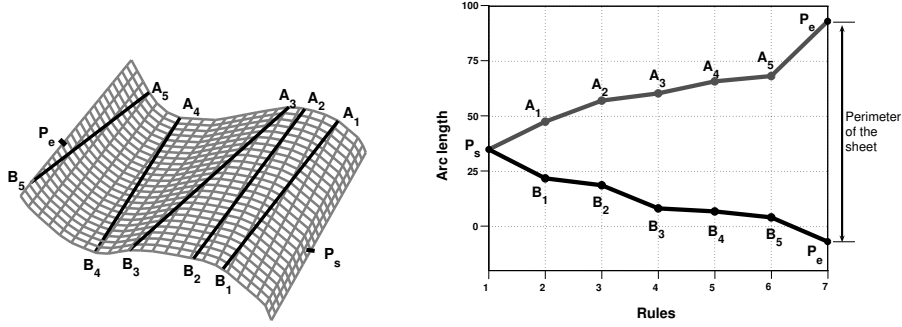 A5
A4
A3
A2
A1
Pe
B5
Ps
B4
B3
B2
B1
100
75
50
25
0
Arc length
Ps
A1
A2
A3
A4
A5
Pe
B1
B2
B3
B4
B5
Pe
Perimeter
of the
sheet
1 2 3 4 5 6 7
Rules